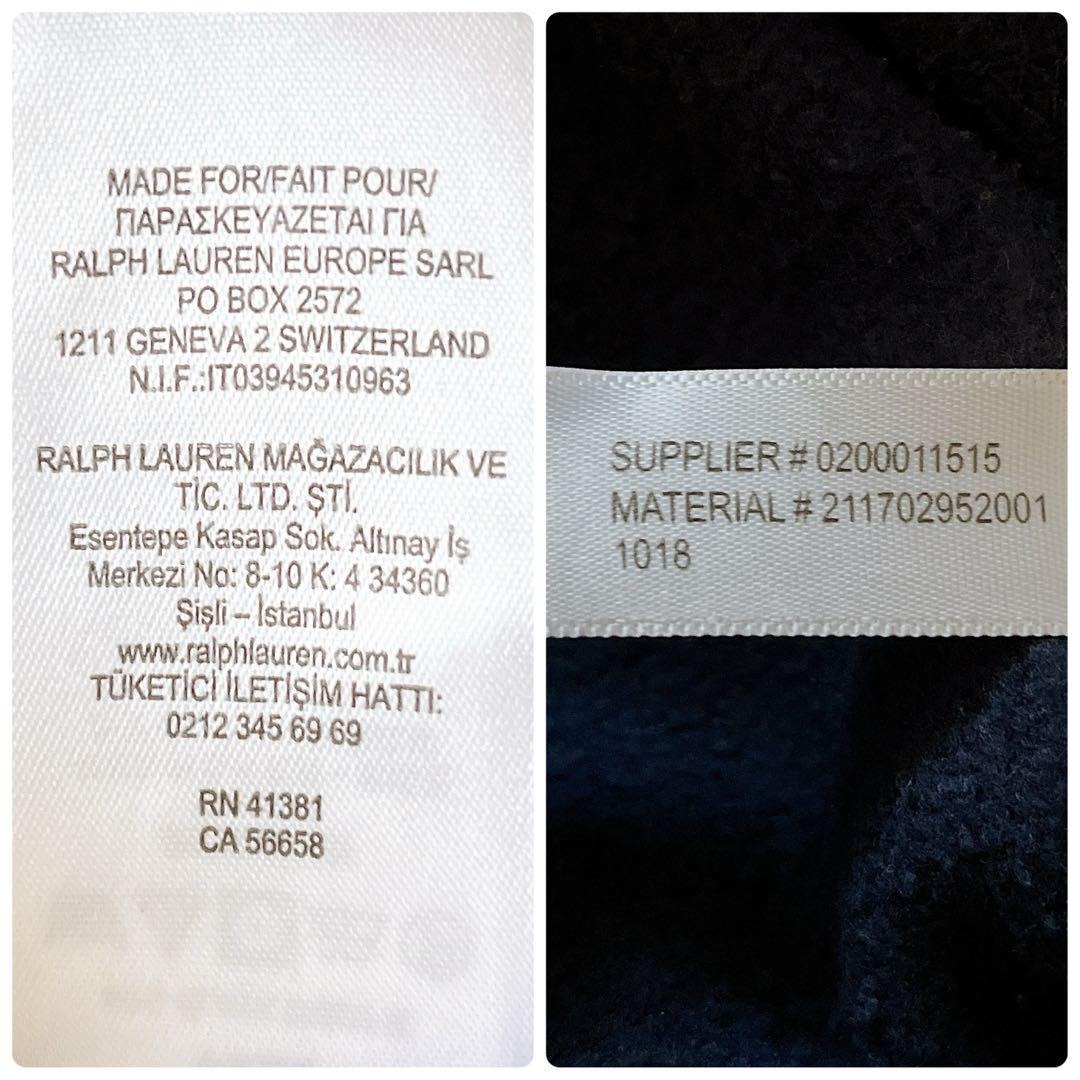 MADE FOR/FAIT POUR/
ΠΑΡΑΣΚΕΥΑΖΕΤΑΙ ΓΙΑ
RALPH LAUREN EUROPE SARL
PO BOX 2572
1211 GENEVA 2 SWITZERLAND
N.I.F.:IT03945310963
RALPH LAUREN MAĞAZACILIK VE
TİC. LTD. ŞTİ.
Esentepe Kasap Sok. Altınay İş
Merkezi No: 8-10 K: 4 34360
Şişli – İstanbul
www.ralphlauren.com.tr
TÜKETİCİ İLETİŞİM HATTI:
0212 345 69 69
RN 41381
CA 56658
SUPPLIER # 0200011515
MATERIAL # 211702952001
1018